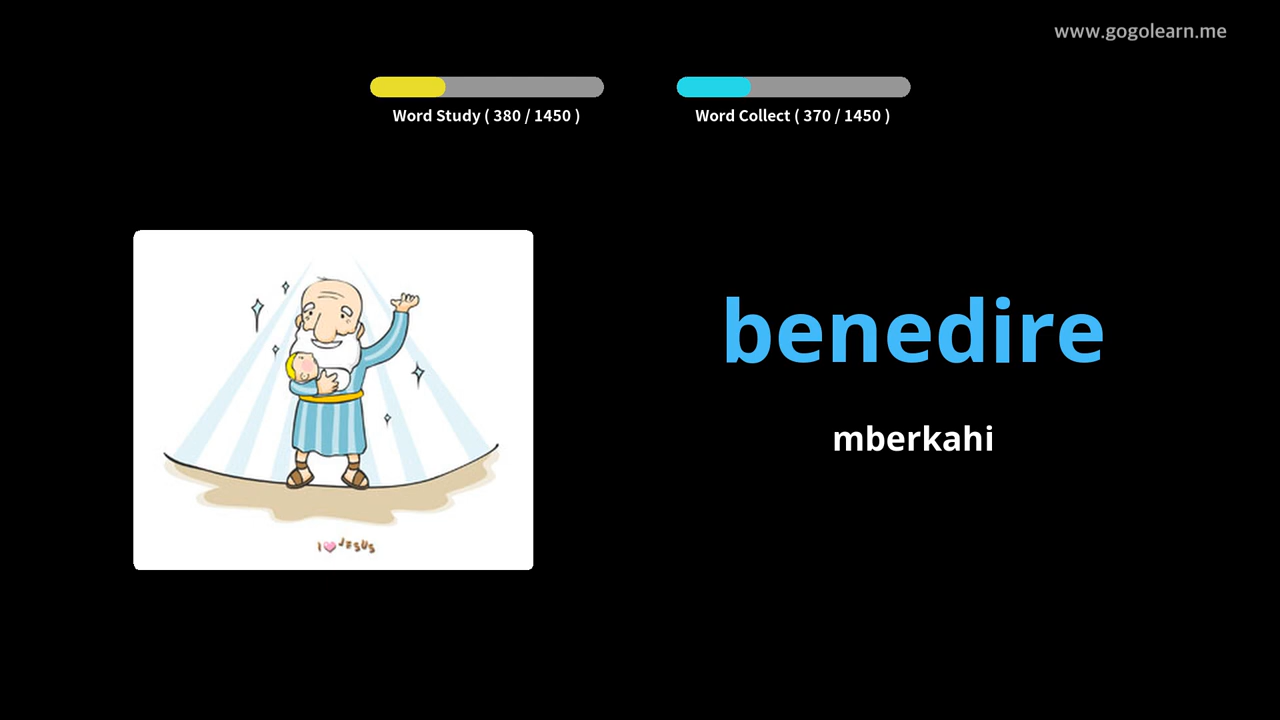 www.gogolearn.me
Word Study ( 380 / 1450 )
Word Collect ( 370 / 1450 )
benedire
mberkahi
I JESUS